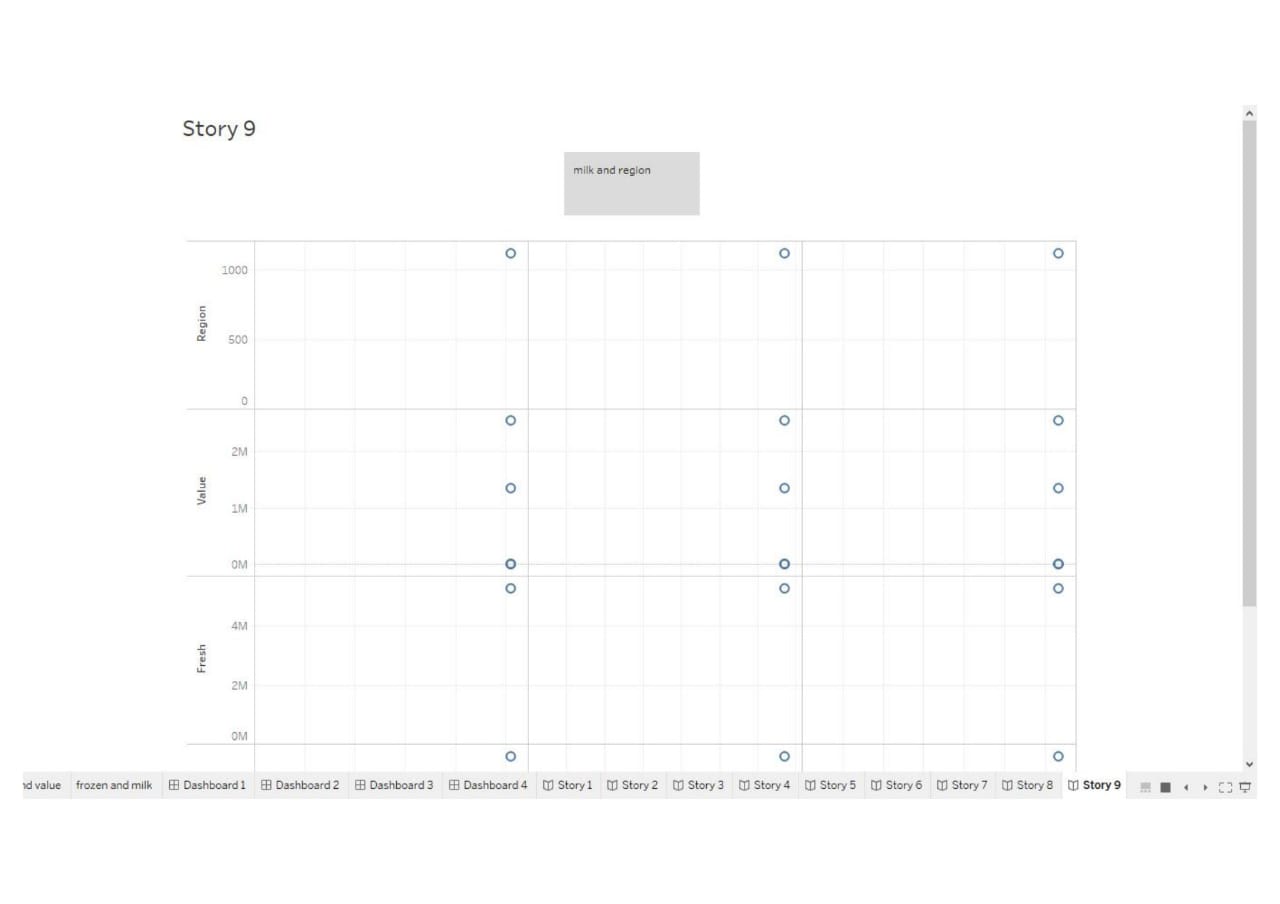 Story 9
milk and region
1000
Region
500
0
2M
Value
1M
0M
4M
Fresh
2M
0M
nd value frozen and milk Dashboard 1 Dashboard 2 Dashboard 3 Dashboard 4 Story 1 Story 2 Story 3 Story 4 Story 5 Story 6 Story 7 Story 8 Story 9